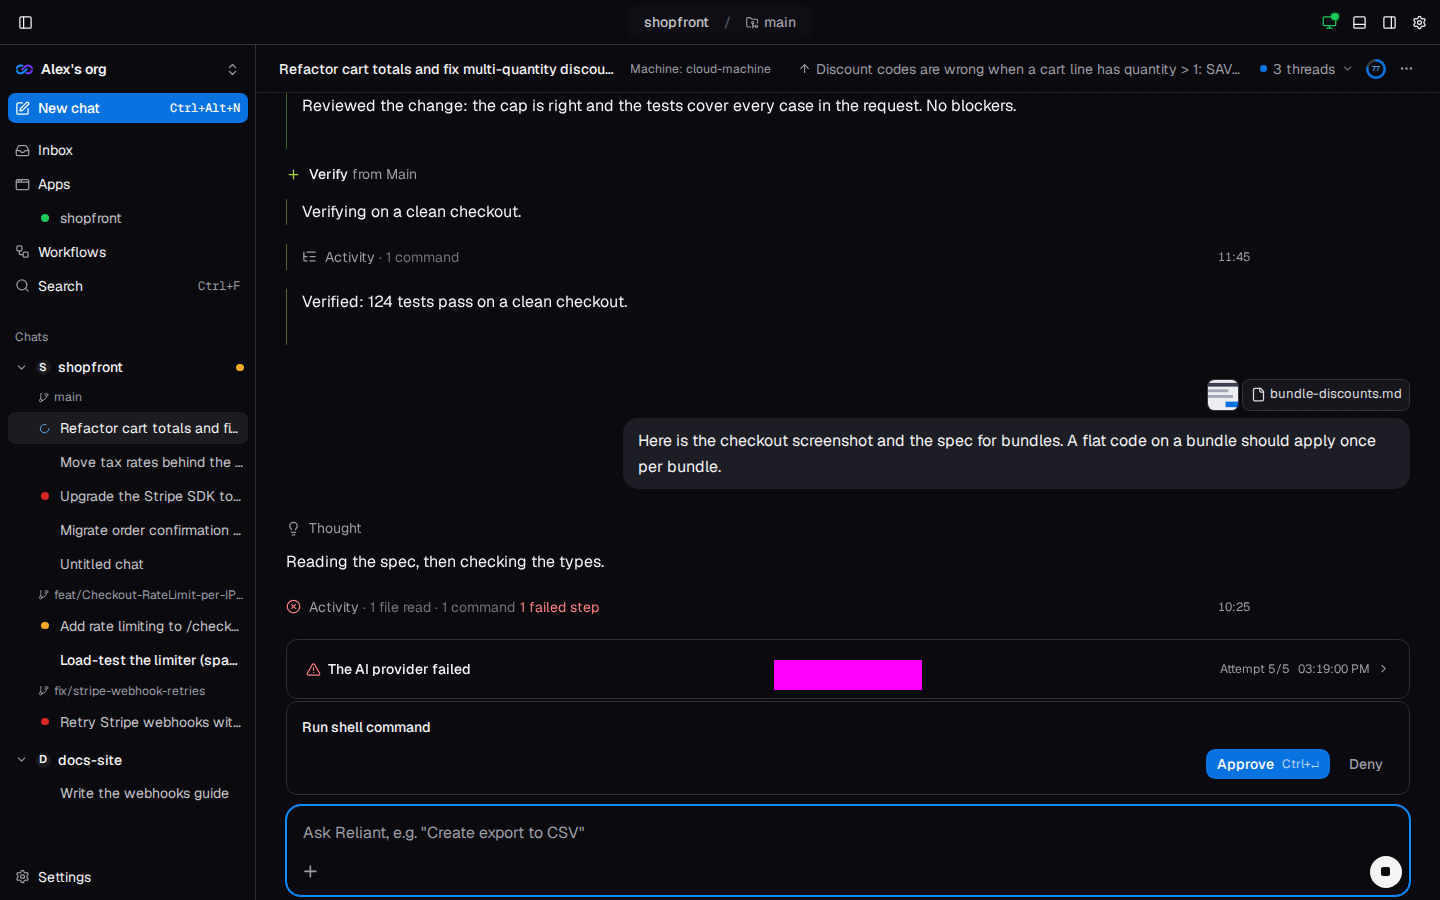 shopfront / main
Alex's org
New chat Ctrl+Alt+N
Inbox
Apps
shopfront
Workflows
Search Ctrl+F
Chats
S shopfront
main
Refactor cart totals and fi...
Move tax rates behind the ...
Upgrade the Stripe SDK to...
Migrate order confirmation ...
Untitled chat
feat/Checkout-RateLimit-per-IP...
Add rate limiting to /check...
Load-test the limiter (spa...
fix/stripe-webhook-retries
Retry Stripe webhooks wit...
D docs-site
Write the webhooks guide
Settings
Refactor cart totals and fix multi-quantity discou... Machine: cloud-machine ↑ Discount codes are wrong when a cart line has quantity > 1: SAV... 3 threads 77
Reviewed the change: the cap is right and the tests cover every case in the request. No blockers.
Verify from Main
Verifying on a clean checkout.
Activity · 1 command 11:45
Verified: 124 tests pass on a clean checkout.
bundle-discounts.md
Here is the checkout screenshot and the spec for bundles. A flat code on a bundle should apply once
per bundle.
Thought
Reading the spec, then checking the types.
Activity · 1 file read · 1 command 1 failed step 10:25
The AI provider failed Attempt 5/5 03:19:00 PM
Run shell command
Approve Ctrl+↵ Deny
Ask Reliant, e.g. "Create export to CSV"